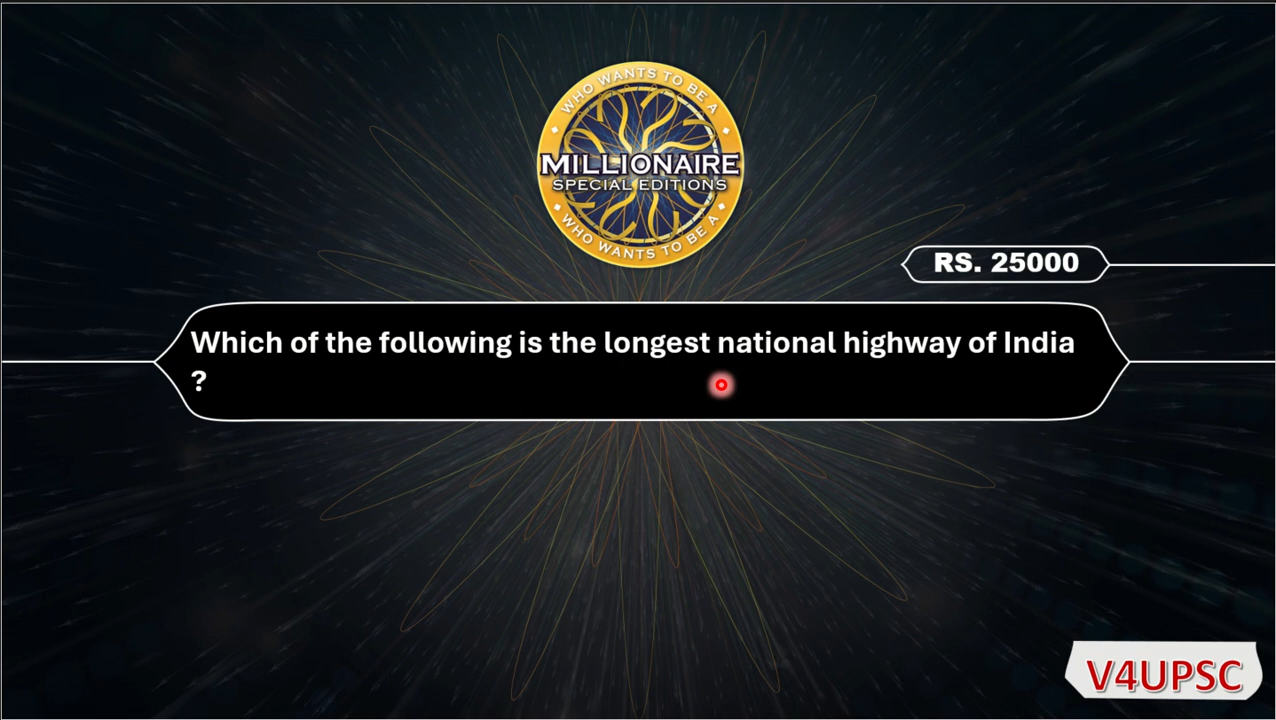 WHO WANTS TO BE A
MILLIONAIRE
SPECIAL EDITIONS
WHO WANTS TO BE A
RS. 25000
Which of the following is the longest national highway of India
?
V4UPSC